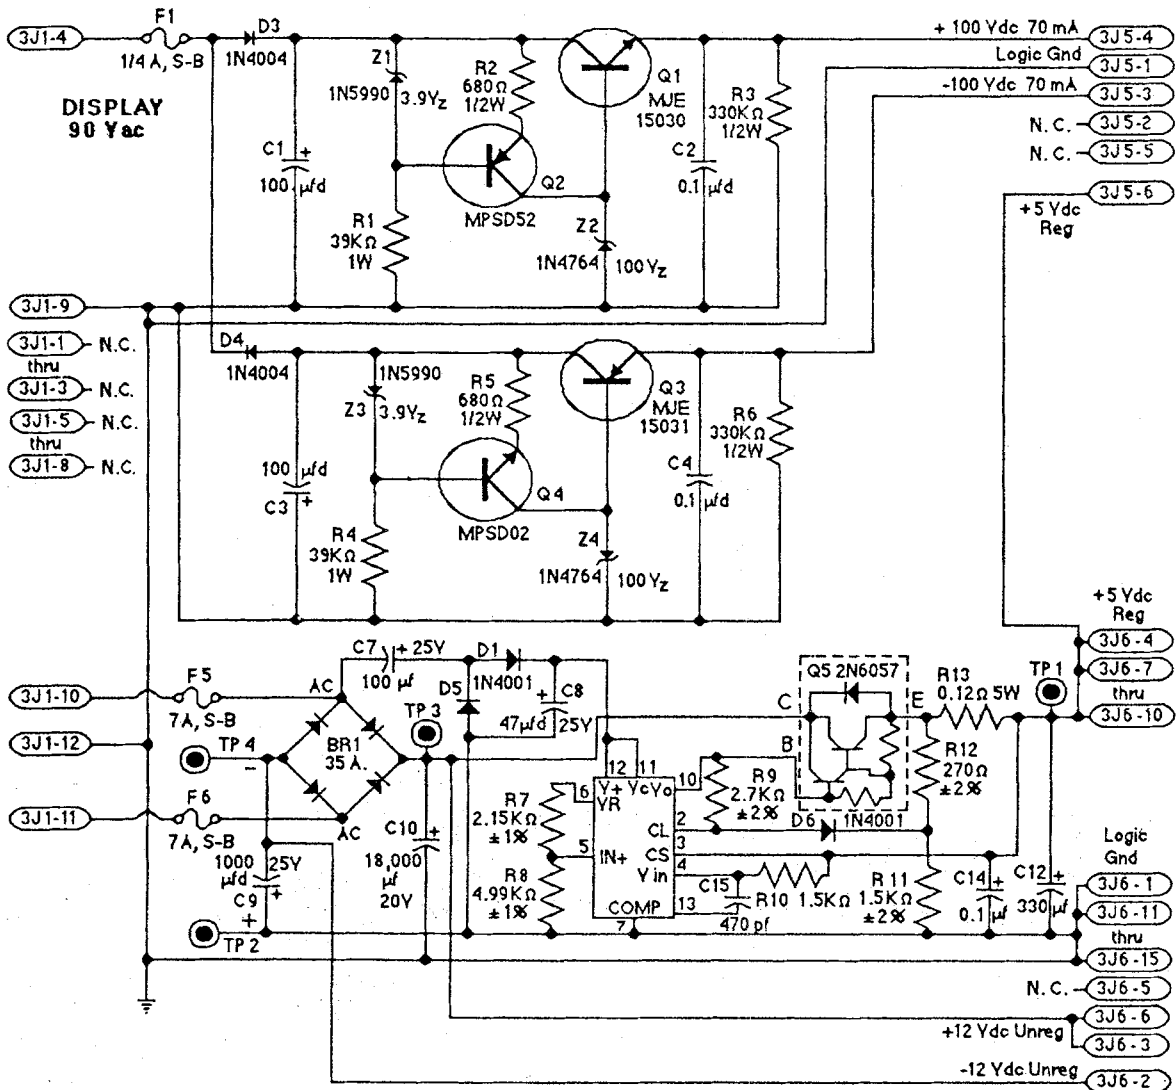 3J1-4
F1
1/4 A, S-B
D3
1N4004
DISPLAY
90 Vac
Z1
1N5990
3.9Vz
R2
680Ω
1/2W
Q1
MJE
15030
R3
330KΩ
1/2W
+ 100 Vdc 70 mA
3J5-4
Logic Gnd
3J5-1
-100 Vdc 70 mA
3J5-3
N.C.
3J5-2
N.C.
3J5-5
3J5-6
+5 Vdc
Reg
C1
+
100 µfd
Q2
MPSD52
C2
0.1 µfd
R1
39KΩ
1W
Z2
1N4764
100Vz
3J1-9
3J1-1
N.C.
thru
3J1-3
N.C.
3J1-5
N.C.
thru
3J1-8
N.C.
D4
1N4004
1N5990
Z3
3.9Vz
R5
680Ω
1/2W
Q3
MJE
15031
R6
330KΩ
1/2W
100 µfd
C3
+
Q4
MPSD02
C4
0.1 µfd
R4
39KΩ
1W
Z4
1N4764
100Vz
+5 Vdc
Reg
3J6-4
3J6-7
thru
3J6-10
C7
+ 25V
100 µf
D1
1N4001
D5
+
C8
47µfd
25V
Q5 2N6057
C
E
B
R13
0.12Ω 5W
TP1
3J1-10
F5
7A, S-B
AC
TP 3
3J1-12
TP 4
-
BR1
35 A.
+
R12
270Ω
±2%
3J1-11
F6
7A, S-B
AC
12
11
10
V+
Vc
Vo
6
VR
R7
2.15KΩ
±1%
R9
2.7KΩ
±2%
2
CL
D6
1N4001
5
IN+
3
CS
4
V in
R8
4.99KΩ
±1%
C10
+
18,000
µf
20V
1000
µfd
25V
C9
+
+
TP 2
COMP
13
7
C15
470 pf
R10
1.5KΩ
R11
1.5KΩ
±2%
C14
+
0.1
µf
C12
+
330 µf
Logic
Gnd
3J6-1
3J6-11
thru
3J6-15
N.C.
3J6-5
3J6-6
+12 Vdc Unreg
3J6-3
-12 Vdc Unreg
3J6-2